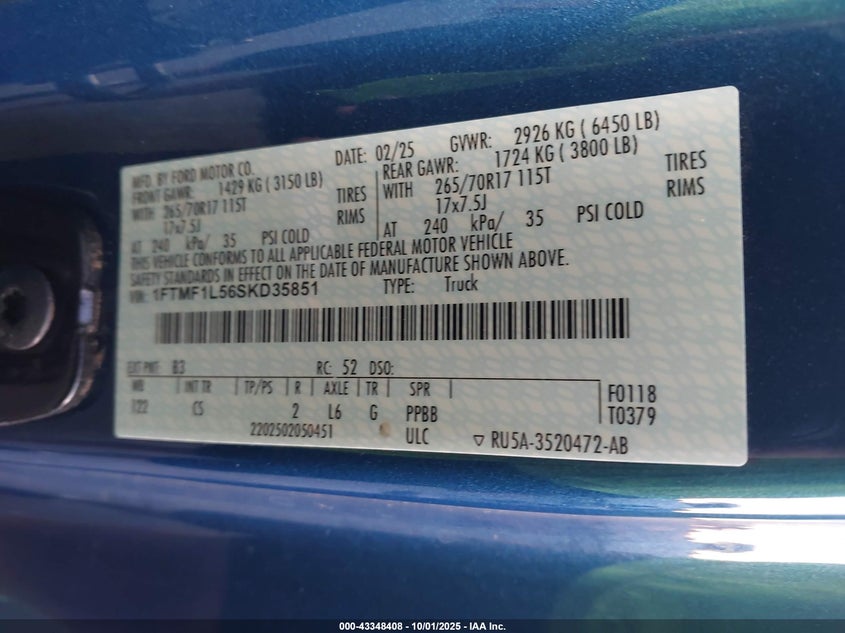 MFD. BY FORD MOTOR CO. DATE: 02/25 GVWR: 2926 KG ( 6450 LB)
FRONT GAWR: 1429 KG ( 3150 LB) REAR GAWR: 1724 KG ( 3800 LB)
WITH 265/70R17 115T TIRES WITH 265/70R17 115T TIRES
17x7.5J RIMS 17x7.5J RIMS
AT 240 kPa/ 35 PSI COLD AT 240 kPa/ 35 PSI COLD
THIS VEHICLE CONFORMS TO ALL APPLICABLE FEDERAL MOTOR VEHICLE
SAFETY STANDARDS IN EFFECT ON THE DATE OF MANUFACTURE SHOWN ABOVE.
VIN: 1FTMF1L56SKD35851 TYPE: Truck
EXT PNT: B3 RC: 52 DSO:
WB INT TR TP/PS R AXLE TR SPR F0118
122 CS 2 L6 G PPBB T0379
2202502050451 ULC ▽ RU5A-3520472-AB
000-43348408 - 10/01/2025 - IAA Inc.